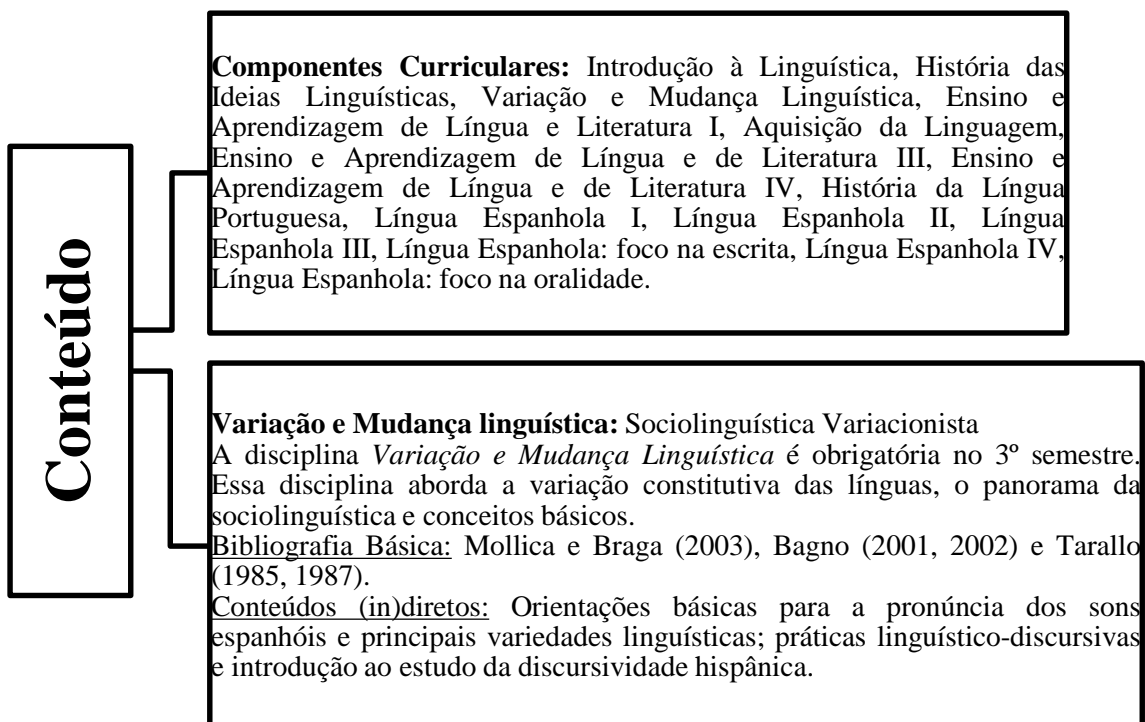 Conteúdo
Componentes Curriculares: Introdução à Linguística, História das
Ideias Linguísticas, Variação e Mudança Linguística, Ensino e
Aprendizagem de Língua e Literatura I, Aquisição da Linguagem,
Ensino e Aprendizagem de Língua e de Literatura III, Ensino e
Aprendizagem de Língua e de Literatura IV, História da Língua
Portuguesa, Língua Espanhola I, Língua Espanhola II, Língua
Espanhola III, Língua Espanhola: foco na escrita, Língua Espanhola IV,
Língua Espanhola: foco na oralidade.
Variação e Mudança linguística: Sociolinguística Variacionista
A disciplina Variação e Mudança Linguística é obrigatória no 3º semestre.
Essa disciplina aborda a variação constitutiva das línguas, o panorama da
sociolinguística e conceitos básicos.
Bibliografia Básica: Mollica e Braga (2003), Bagno (2001, 2002) e Tarallo
(1985, 1987).
Conteúdos (in)diretos: Orientações básicas para a pronúncia dos sons
espanhóis e principais variedades linguísticas; práticas linguístico-discursivas
e introdução ao estudo da discursividade hispânica.